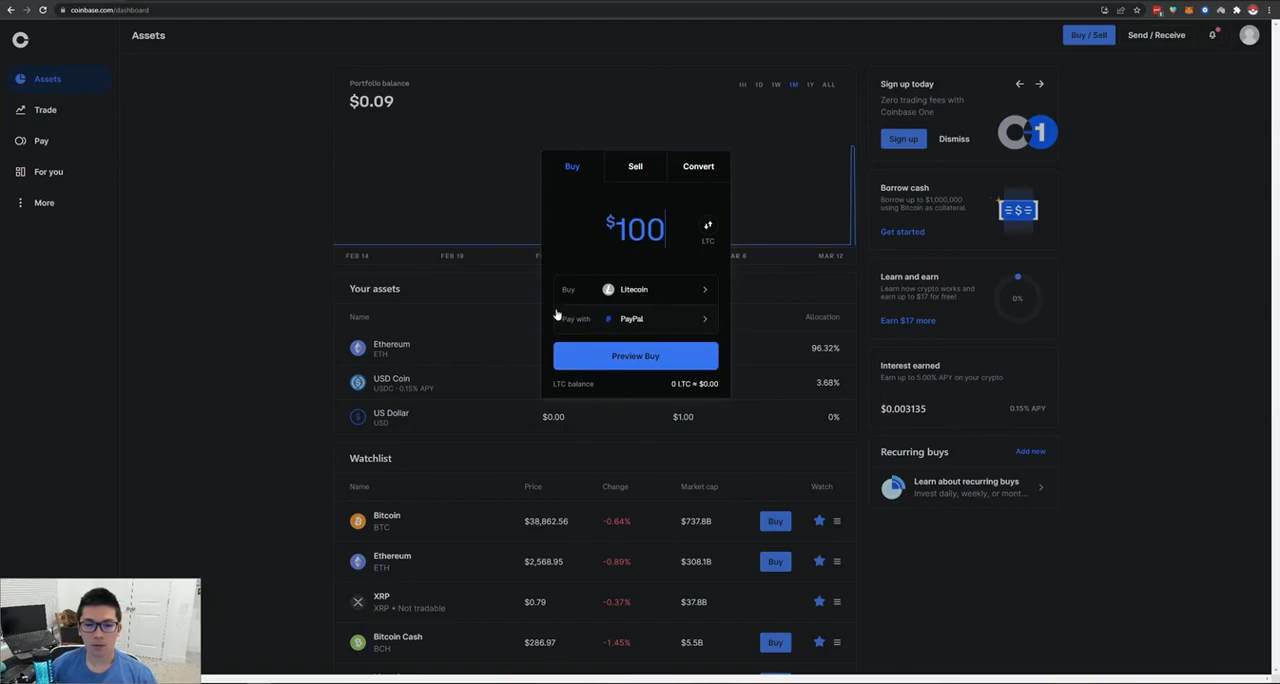 coinbase.com/dashboard
Assets
Buy / Sell
Send / Receive
Assets
Trade
Pay
For you
More
Portfolio balance
$0.09
1H 1D 1W 1M 1Y ALL
FEB 14 FEB 19 MAR 6 MAR 12
Buy Sell Convert
$100
LTC
Buy Litecoin
Pay with PayPal
Preview Buy
LTC balance 0 LTC ≈ $0.00
Your assets
Name Allocation
Ethereum 96.32%
ETH
USD Coin 3.68%
USDC · 0.15% APY
US Dollar $0.00 $1.00 0%
USD
Watchlist
Name Price Change Market cap Watch
Bitcoin $38,862.56 -0.64% $737.8B Buy
BTC
Ethereum $2,568.95 -0.89% $308.1B Buy
ETH
XRP $0.79 -0.37% $37.8B
XRP • Not tradable
Bitcoin Cash $286.97 -1.45% $5.5B Buy
BCH
Sign up today
Zero trading fees with
Coinbase One
Sign up Dismiss
Borrow cash
Borrow up to $1,000,000
using Bitcoin as collateral.
Get started
Learn and earn
Learn how crypto works and
earn up to $17 for free!
0%
Earn $17 more
Interest earned
Earn up to 5.00% APY on your crypto
$0.003135 0.15% APY
Recurring buys Add new
Learn about recurring buys
Invest daily, weekly, or mont...